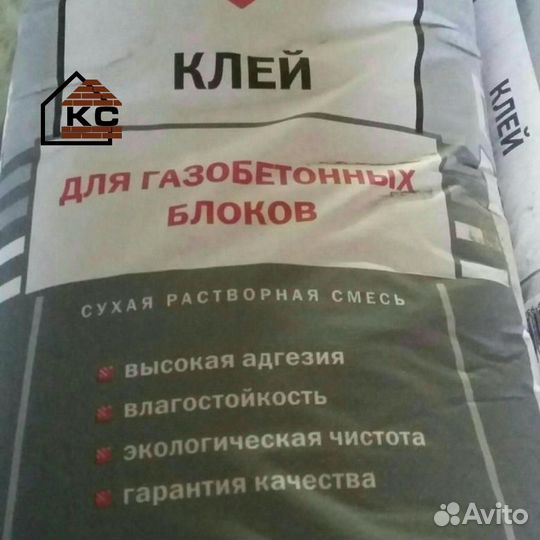 КЛЕЙ
КС
КЛЕЙ
ДЛЯ ГАЗОБЕТОННЫХ
БЛОКОВ
СУХАЯ РАСТВОРНАЯ СМЕСЬ
высокая адгезия
влагостойкость
экологическая чистота
гарантия качества
Avito